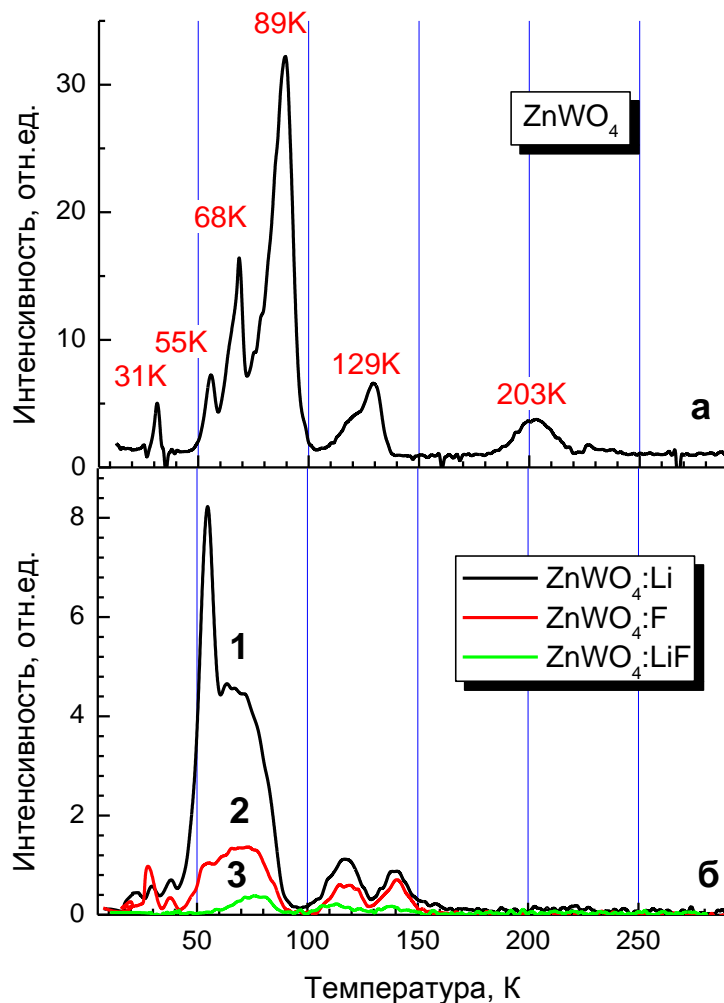 89K
30
ZnWO₄
68K
20
Интенсивность, отн.ед.
55K
10
31K
129K
203K
а
0
8
ZnWO₄:Li
ZnWO₄:F
ZnWO₄:LiF
6
1
Интенсивность, отн.ед.
4
2
2
3
б
0
50 100 150 200 250
Температура, К